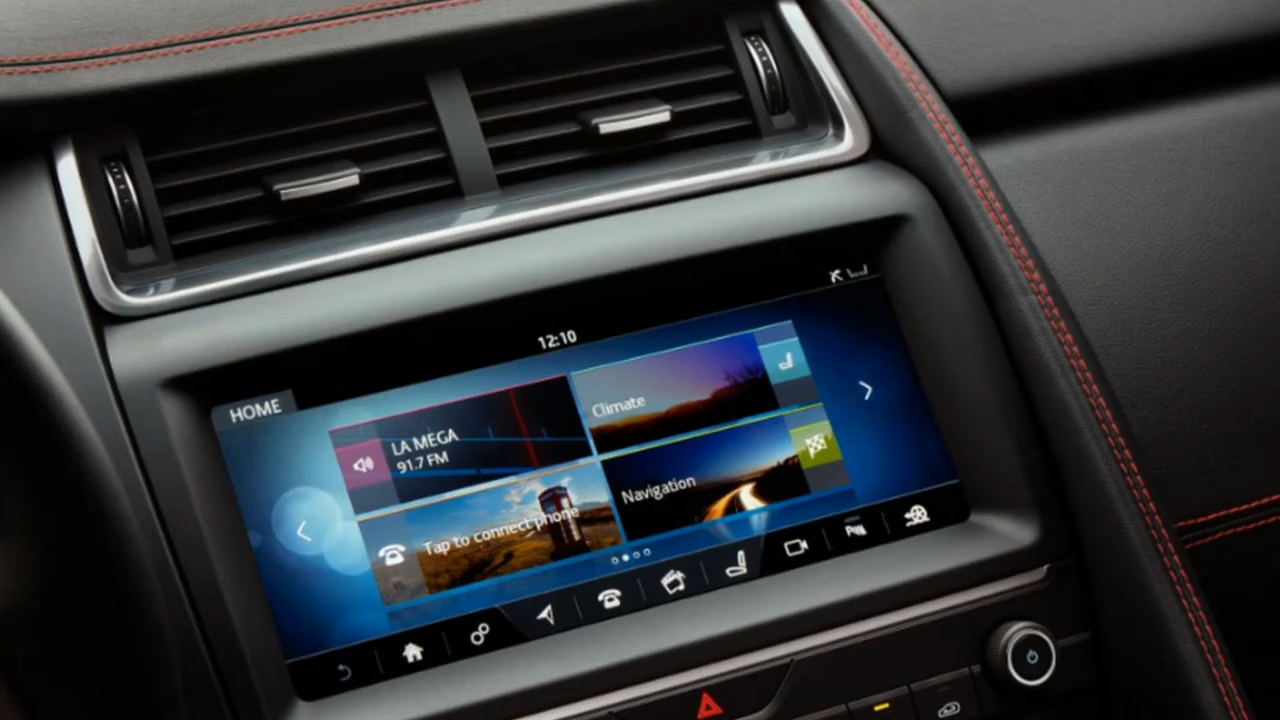 12:10
HOME
LA MEGA
91.7 FM
Climate
Tap to connect phone
Navigation